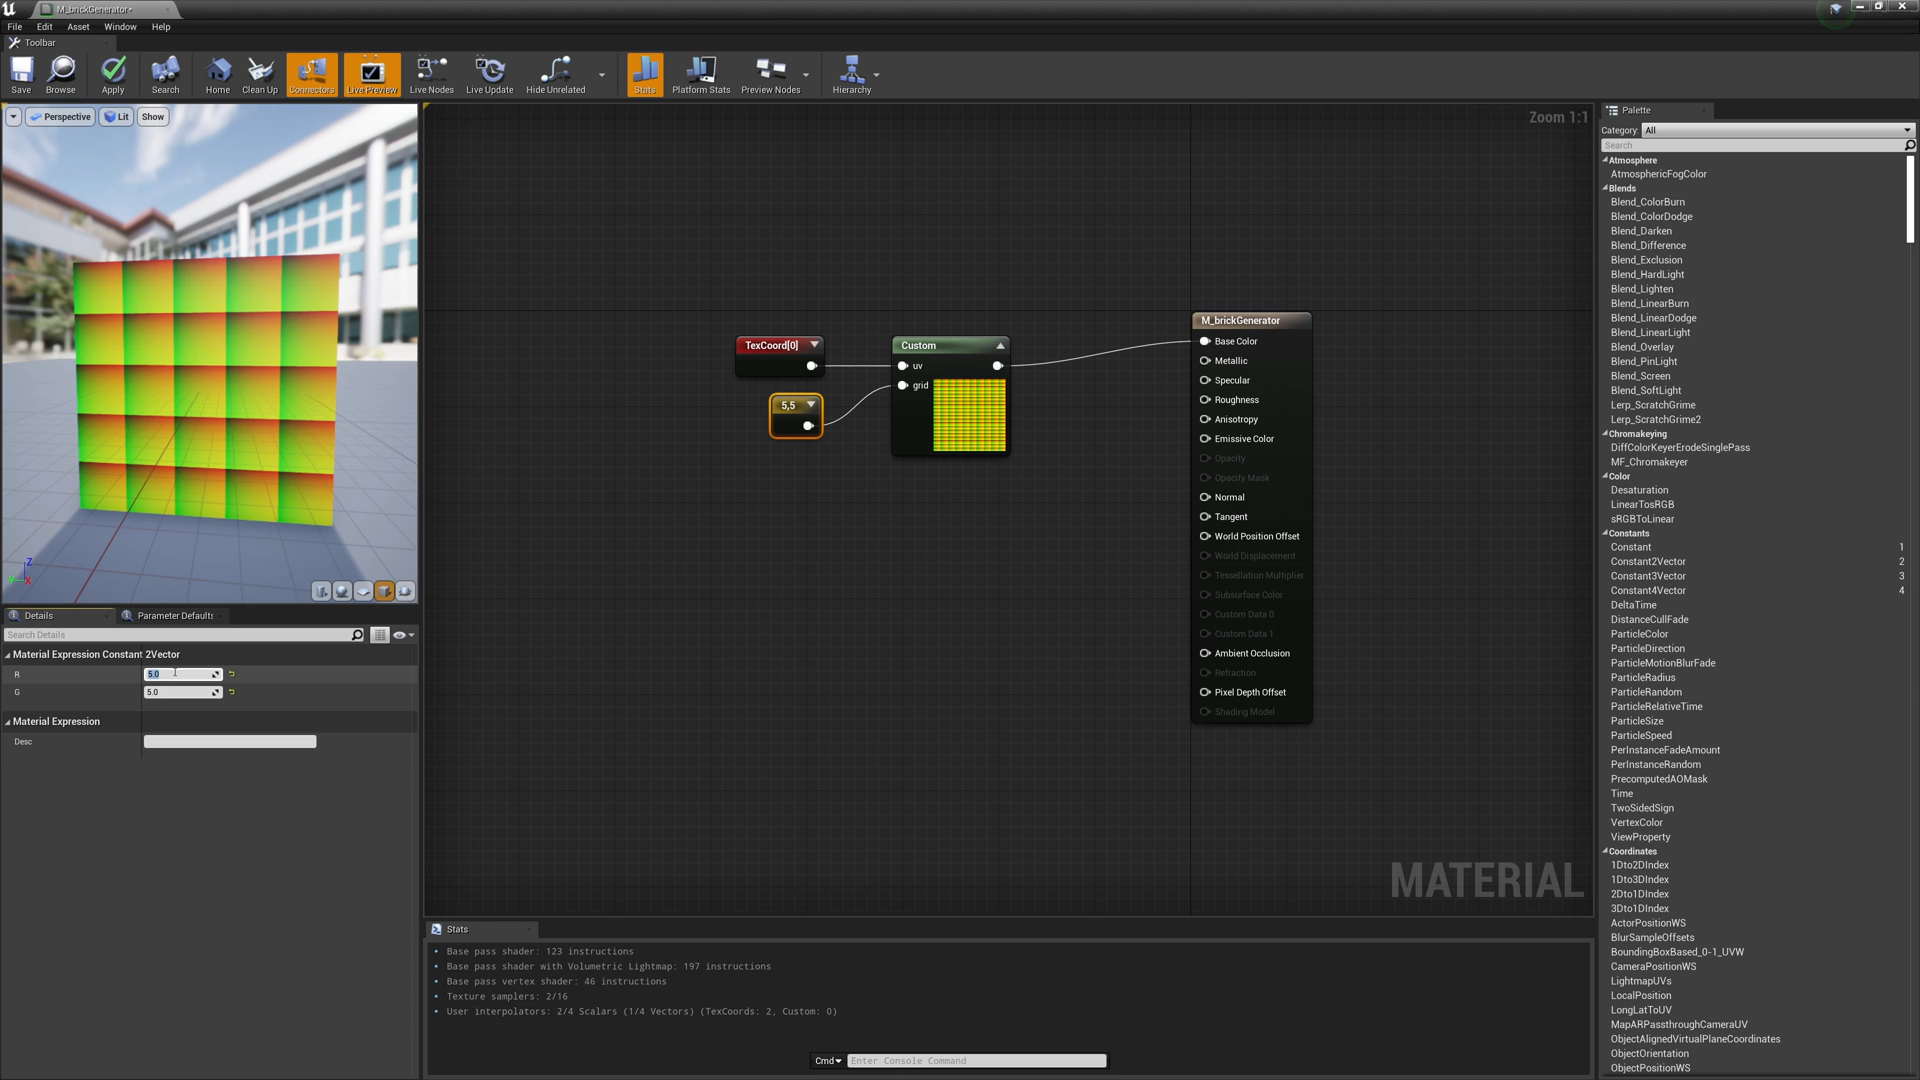 M_brickGenerator*
File Edit Asset Window Help
Toolbar
Save Browse Apply Search Home Clean Up Connectors Live Preview Live Nodes Live Update Hide Unrelated Stats Platform Stats Preview Nodes Hierarchy
Perspective Lit Show
Zoom 1:1
TexCoord[0]
5,5
Custom
uv
grid
M_brickGenerator
Base Color
Metallic
Specular
Roughness
Anisotropy
Emissive Color
Opacity
Opacity Mask
Normal
Tangent
World Position Offset
World Displacement
Tessellation Multiplier
Subsurface Color
Custom Data 0
Custom Data 1
Ambient Occlusion
Refraction
Pixel Depth Offset
Shading Model
MATERIAL
Z
X
Details
Parameter Defaults
Search Details
Material Expression Constant 2Vector
R 5.0
G 5.0
Material Expression
Desc
Stats
Base pass shader: 123 instructions
Base pass shader with Volumetric Lightmap: 197 instructions
Base pass vertex shader: 46 instructions
Texture samplers: 2/16
User interpolators: 2/4 Scalars (1/4 Vectors) (TexCoords: 2, Custom: 0)
Cmd Enter Console Command
Palette
Category: All
Search
Atmosphere
AtmosphericFogColor
Blends
Blend_ColorBurn
Blend_ColorDodge
Blend_Darken
Blend_Difference
Blend_Exclusion
Blend_HardLight
Blend_Lighten
Blend_LinearBurn
Blend_LinearDodge
Blend_LinearLight
Blend_Overlay
Blend_PinLight
Blend_Screen
Blend_SoftLight
Lerp_ScratchGrime
Lerp_ScratchGrime2
Chromakeying
DiffColorKeyerErodeSinglePass
MF_Chromakeyer
Color
Desaturation
LinearTosRGB
sRGBToLinear
Constants
Constant 1
Constant2Vector 2
Constant3Vector 3
Constant4Vector 4
DeltaTime
DistanceCullFade
ParticleColor
ParticleDirection
ParticleMotionBlurFade
ParticleRadius
ParticleRandom
ParticleRelativeTime
ParticleSize
ParticleSpeed
PerInstanceFadeAmount
PerInstanceRandom
PrecomputedAOMask
Time
TwoSidedSign
VertexColor
ViewProperty
Coordinates
1Dto2DIndex
1Dto3DIndex
2Dto1DIndex
3Dto1DIndex
ActorPositionWS
BlurSampleOffsets
BoundingBoxBased_0-1_UVW
CameraPositionWS
LightmapUVs
LocalPosition
LongLatToUV
MapARPassthroughCameraUV
ObjectAlignedVirtualPlaneCoordinates
ObjectOrientation
ObjectPositionWS